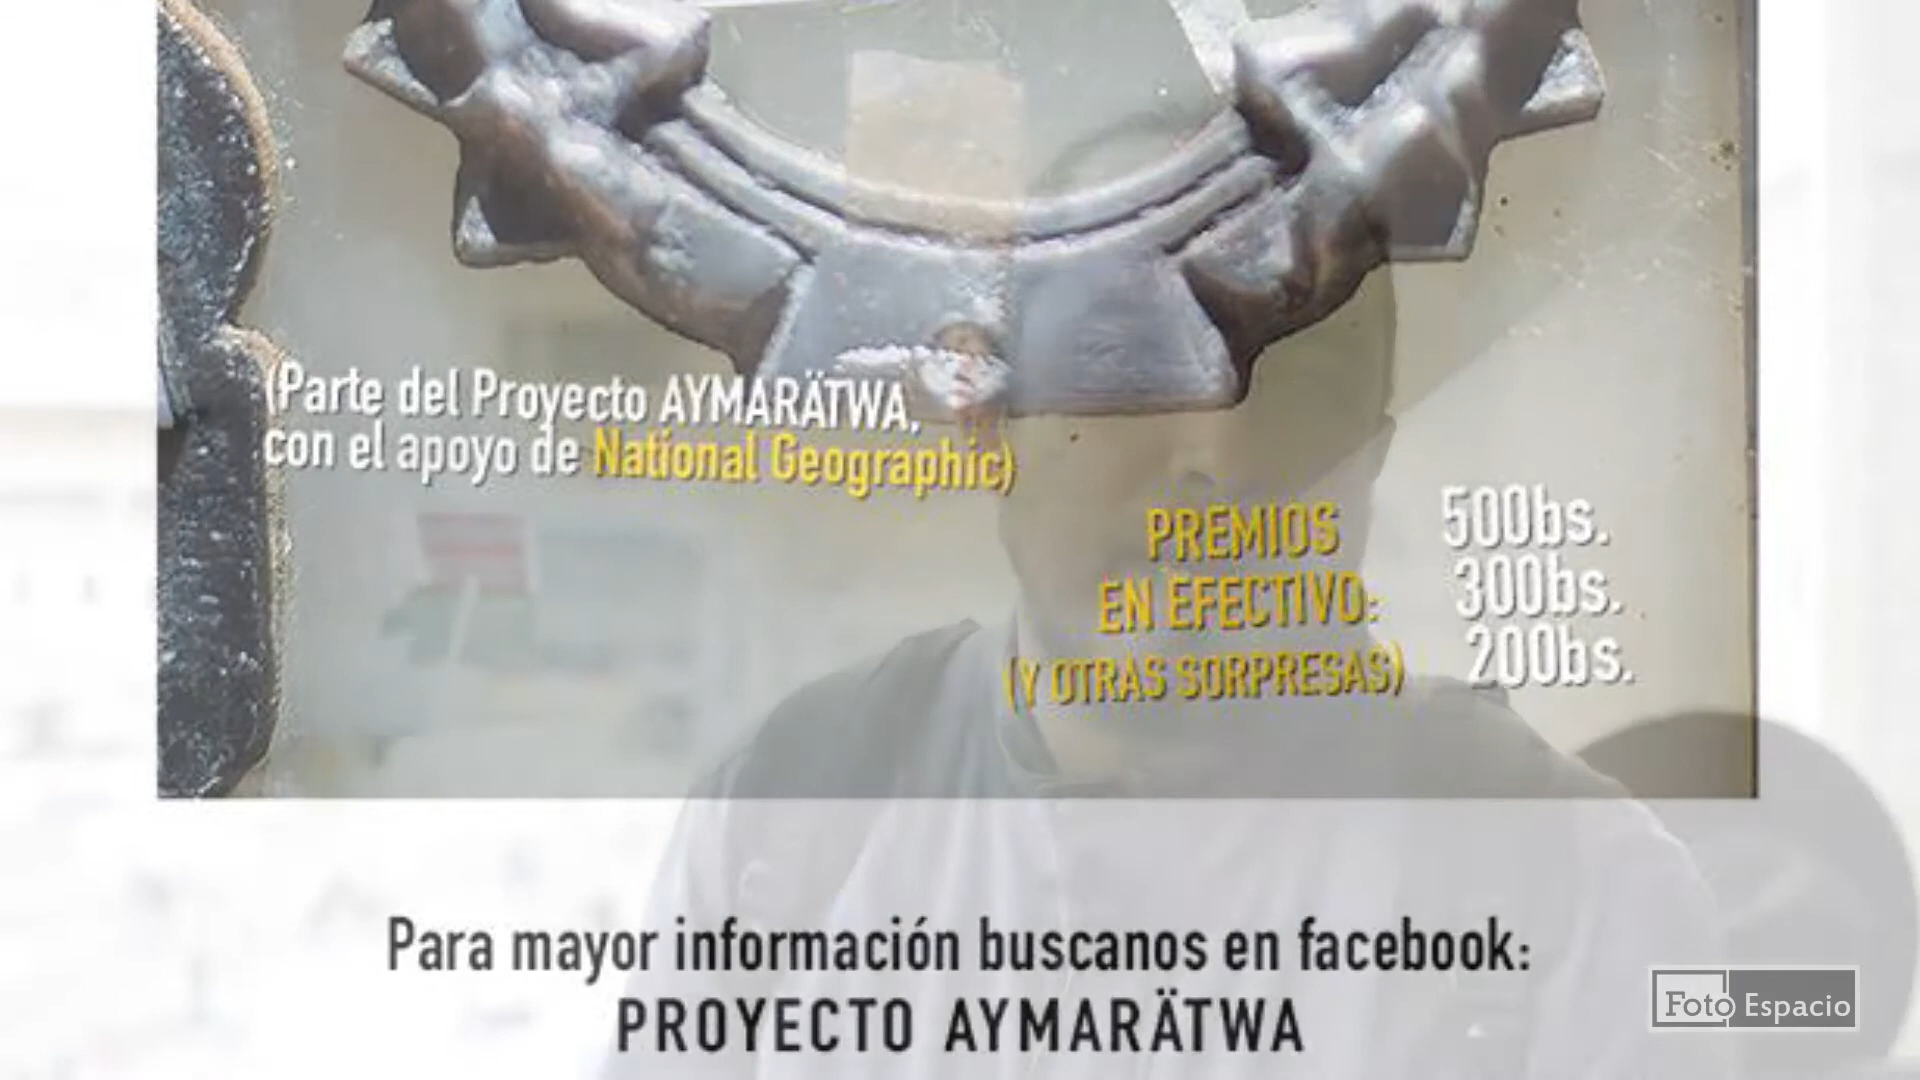 (Parte del Proyecto AYMARÄTWA,
con el apoyo de National Geographic)
PREMIOS
EN EFECTIVO:
(Y OTRAS SORPRESAS)
500bs.
300bs.
200bs.
Para mayor información buscanos en facebook:
PROYECTO AYMARÄTWA
Foto Espacio